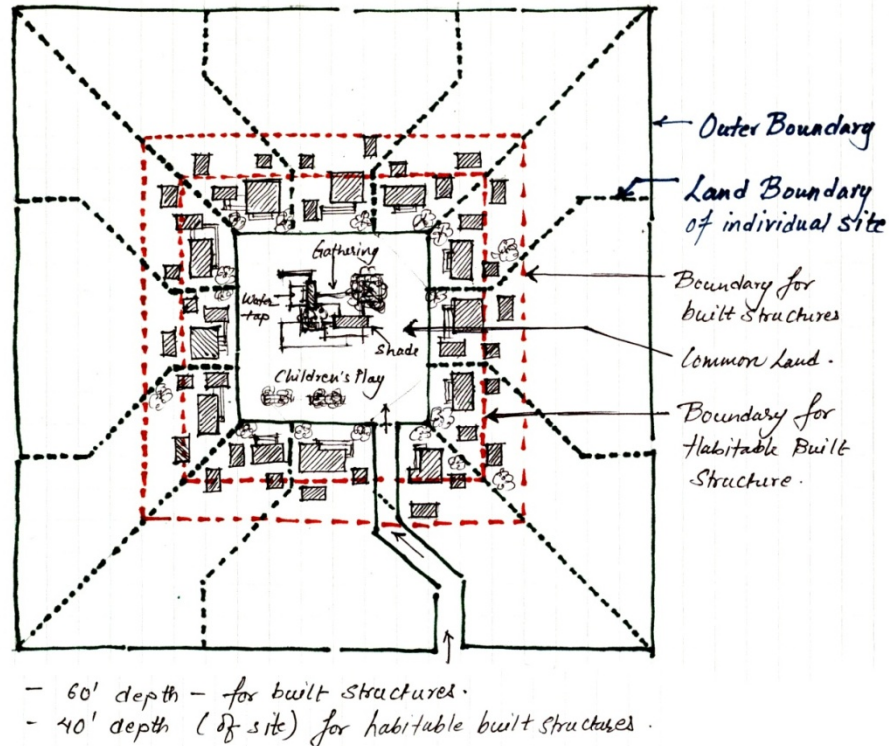 Outer Boundary
Land Boundary
of individual site
Gathering
Water
tap
Boundary for
built structures
Shade
Common Land.
Children's Play
Boundary for
Habitable Built
Structure.
- 60' depth - for built structures.
- 40' depth (of site) for habitable built structures.